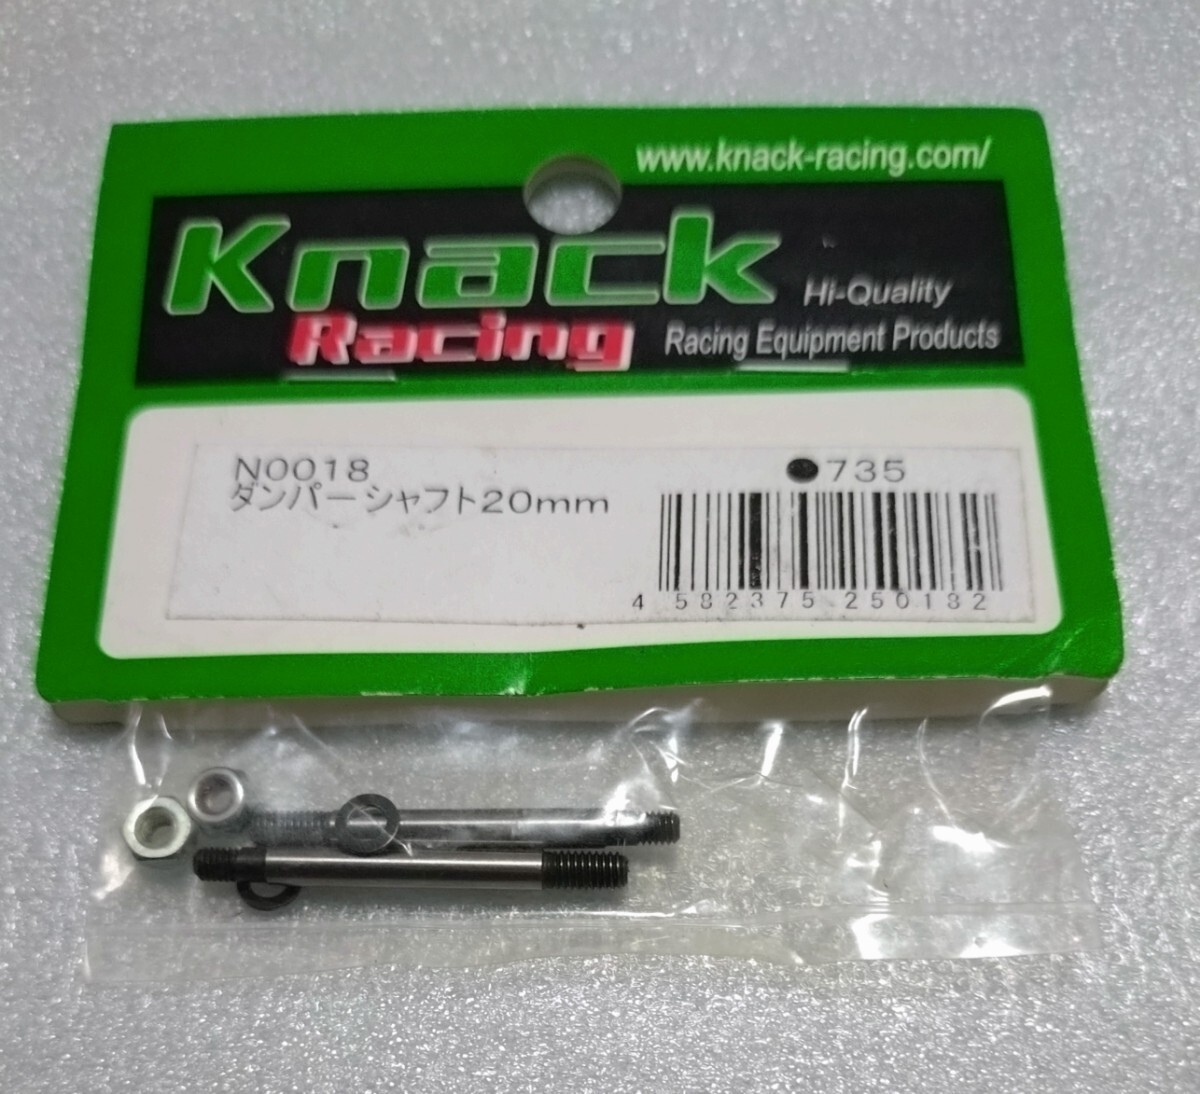 www.knack-racing.com/
Knack
Hi-Quality
Racing
Racing Equipment Products
N0018
●735
ダンパーシャフト20mm
4 582375 250182